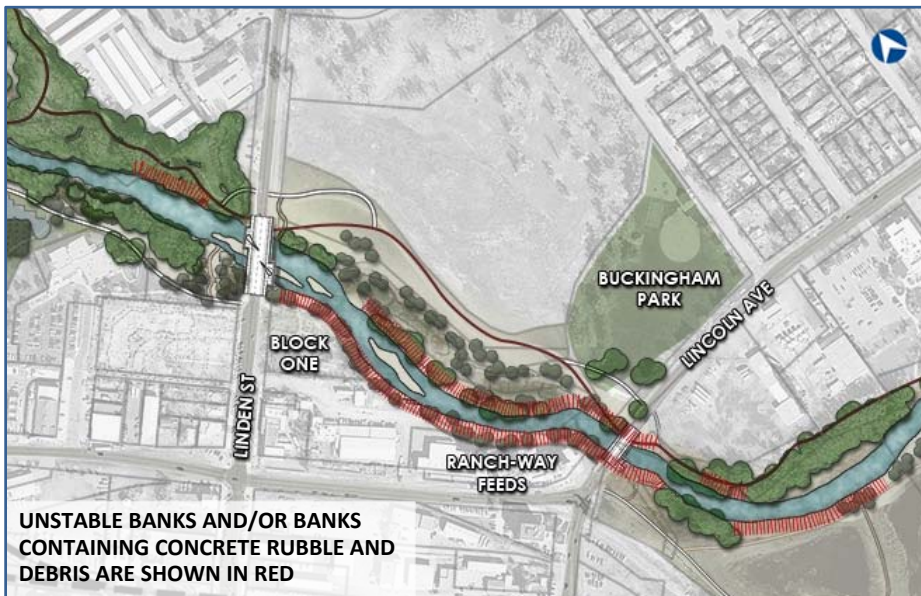 BUCKINGHAM
PARK
LINCOLN AVE
BLOCK
ONE
LINDEN ST
RANCH-WAY
FEEDS
UNSTABLE BANKS AND/OR BANKS
CONTAINING CONCRETE RUBBLE AND
DEBRIS ARE SHOWN IN RED